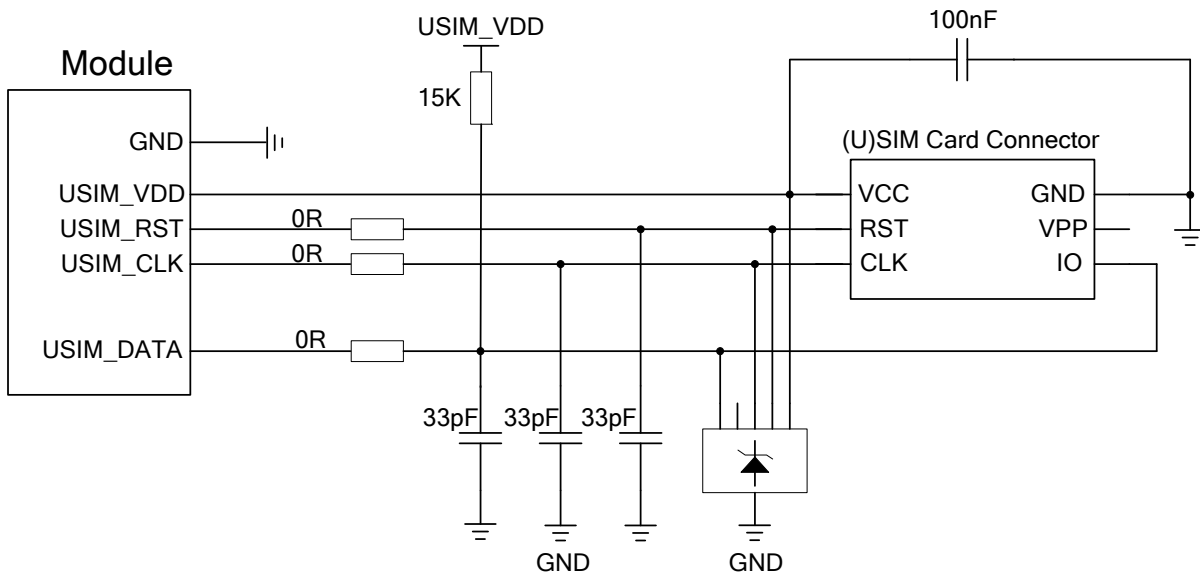 100nF
USIM_VDD
Module
15K
(U)SIM Card Connector
GND
USIM_VDD
VCC
GND
USIM_RST
0R
RST
VPP
USIM_CLK
0R
CLK
IO
USIM_DATA
0R
33pF
33pF
33pF
GND
GND